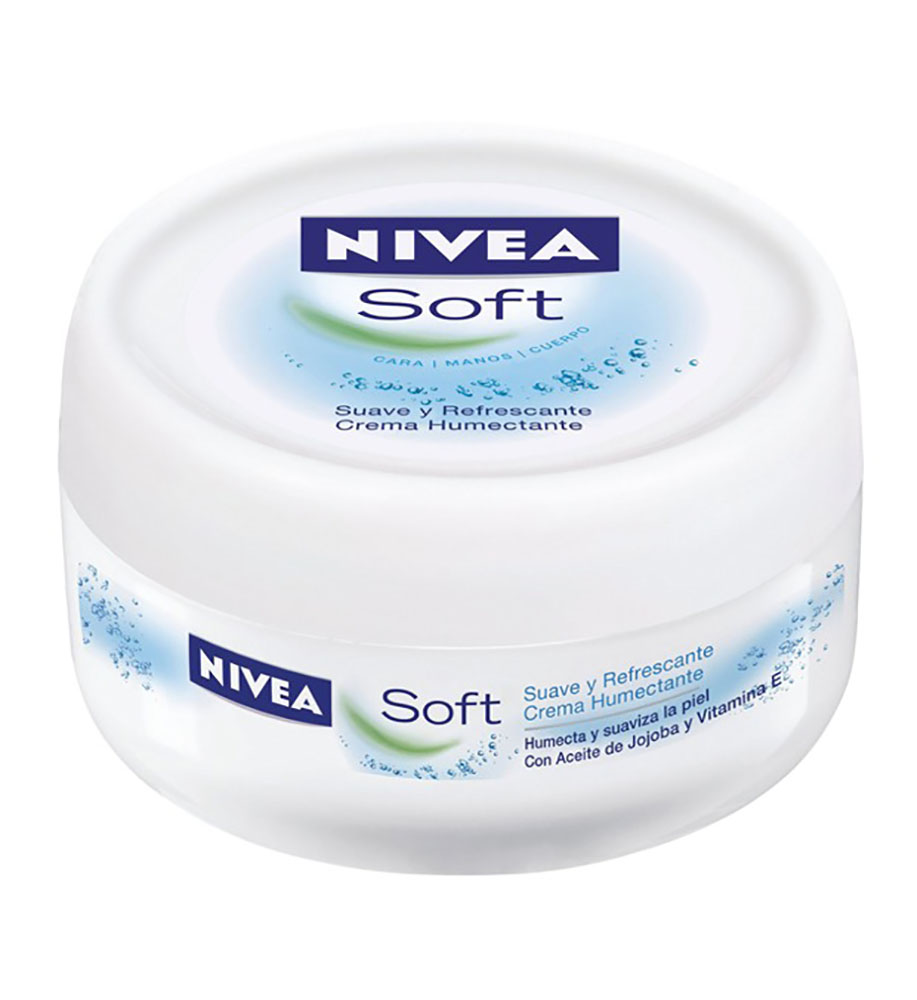 NIVEA
Soft
CARA | MANOS | CUERPO
Suave y Refrescante
Crema Humectante
NIVEA
Soft
Suave y Refrescante
Crema Humectante
Humecta y suaviza la piel
Con Aceite de Jojoba y Vitamina E